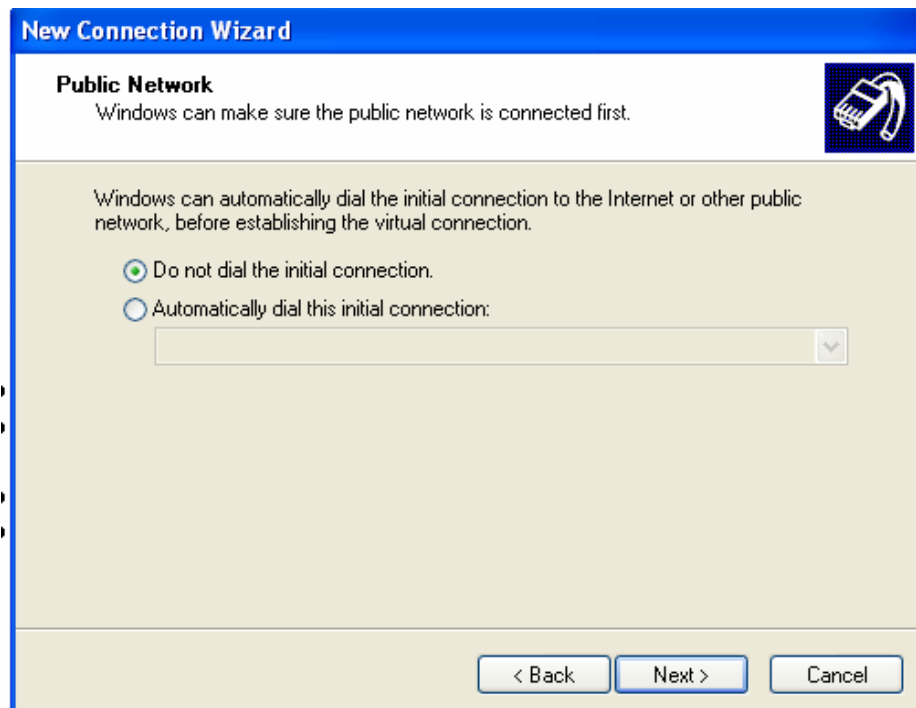 New Connection Wizard
Public Network
Windows can make sure the public network is connected first.
Windows can automatically dial the initial connection to the Internet or other public
network, before establishing the virtual connection.
Do not dial the initial connection.
Automatically dial this initial connection:
< Back Next > Cancel